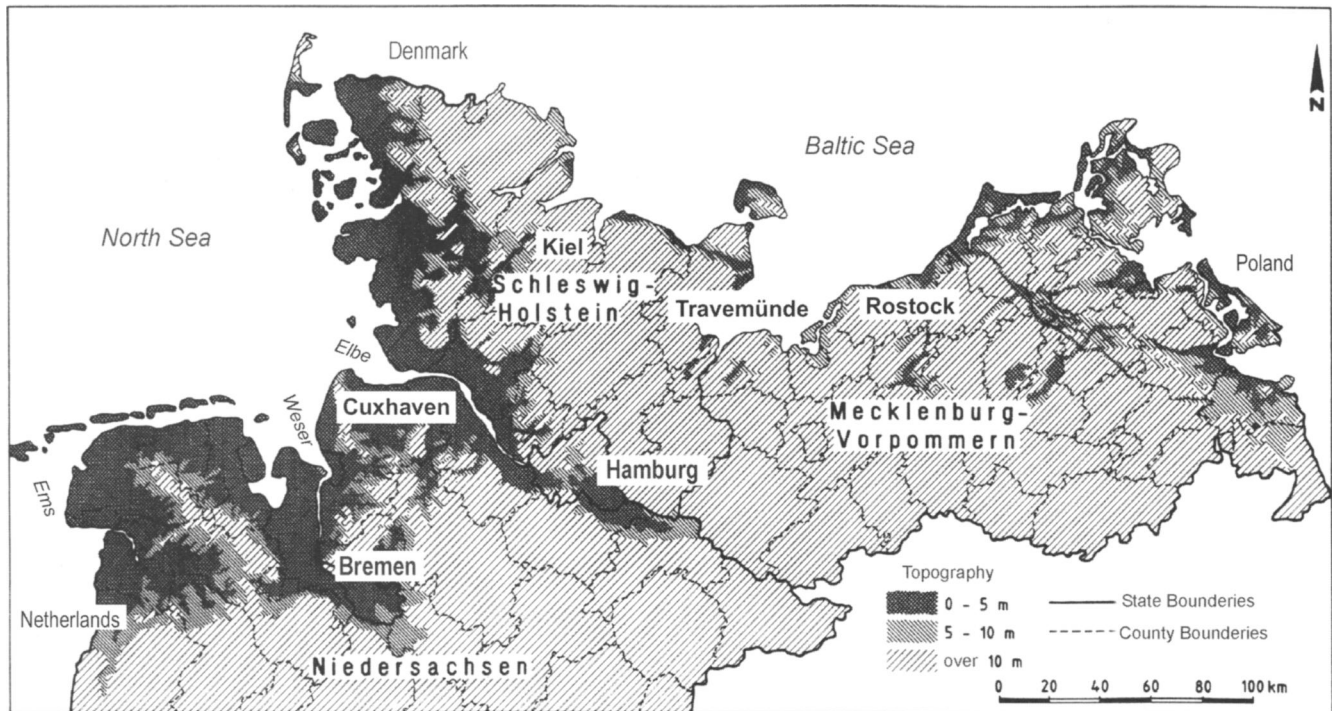 Denmark
N
Baltic Sea
North Sea
Kiel
Poland
Schleswig-
Holstein
Travemünde
Rostock
Elbe
Weser
Cuxhaven
Mecklenburg-
Vorpommern
Hamburg
Ems
Bremen
Netherlands
Niedersachsen
Topography
0 - 5 m
State Bounderies
5 - 10 m
County Bounderies
over 10 m
0 20 40 60 80 100 km